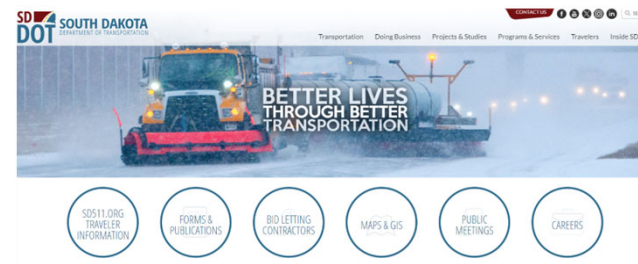 SD
DOT
SOUTH DAKOTA
DEPARTMENT OF TRANSPORTATION
CONTACT US
Transportation Doing Business Projects & Studies Programs & Services Travelers Inside SD
BETTER LIVES
THROUGH BETTER
TRANSPORTATION
SD511.ORG
TRAVELER
INFORMATION
FORMS &
PUBLICATIONS
BID LETTING
CONTRACTORS
MAPS & GIS
PUBLIC
MEETINGS
CAREERS